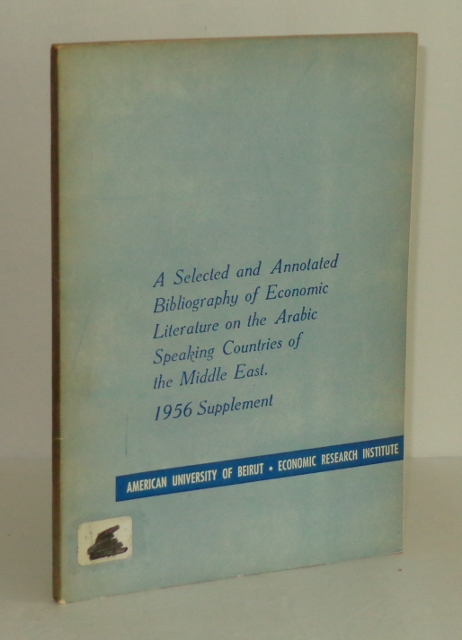 A Selected and Annotated
Bibliography of Economic
Literature on the Arabic
Speaking Countries of
the Middle East.
1956 Supplement
AMERICAN UNIVERSITY OF BEIRUT • ECONOMIC RESEARCH INSTITUTE